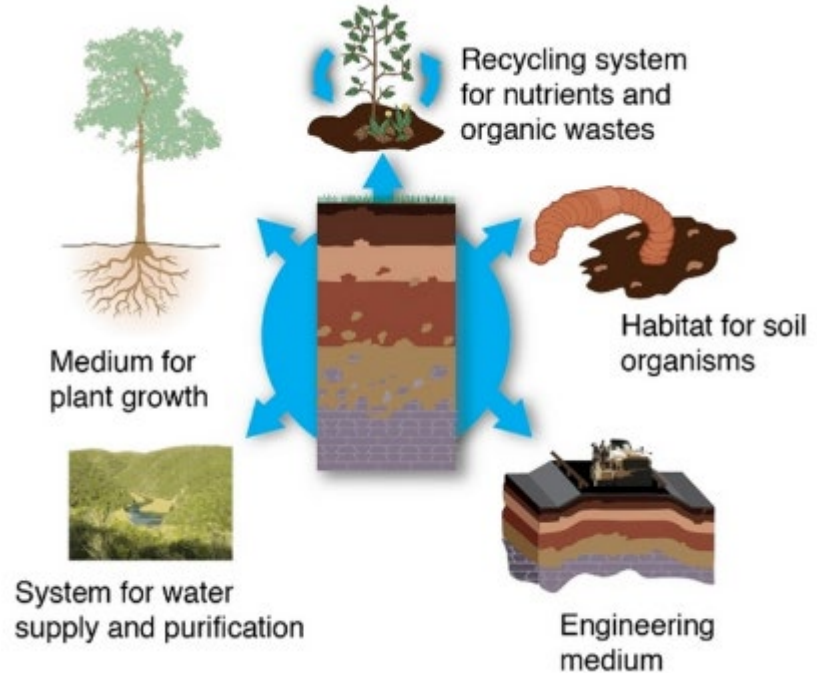 Recycling system
for nutrients and
organic wastes
Habitat for soil
organisms
Medium for
plant growth
System for water
supply and purification
Engineering
medium